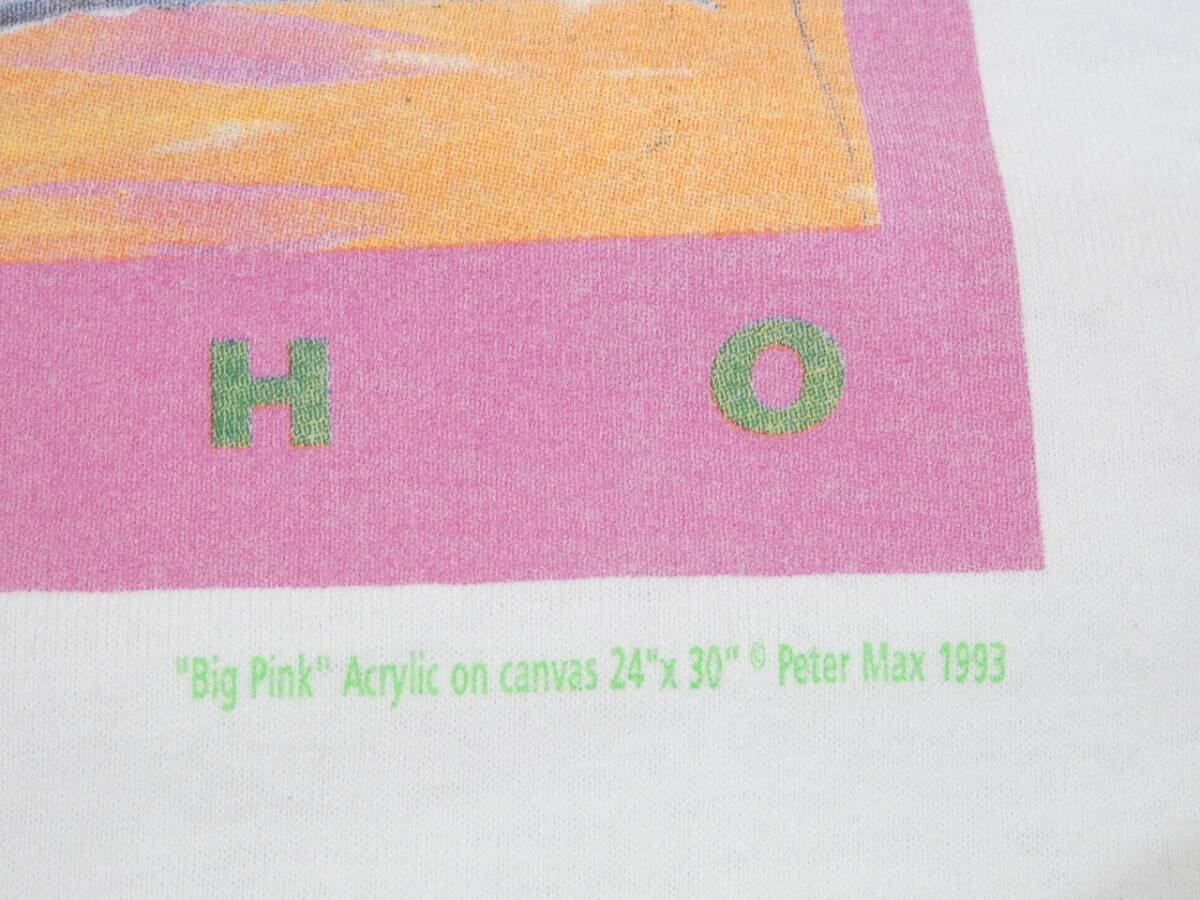 H O
"Big Pink" Acrylic on canvas 24"x 30" © Peter Max 1993